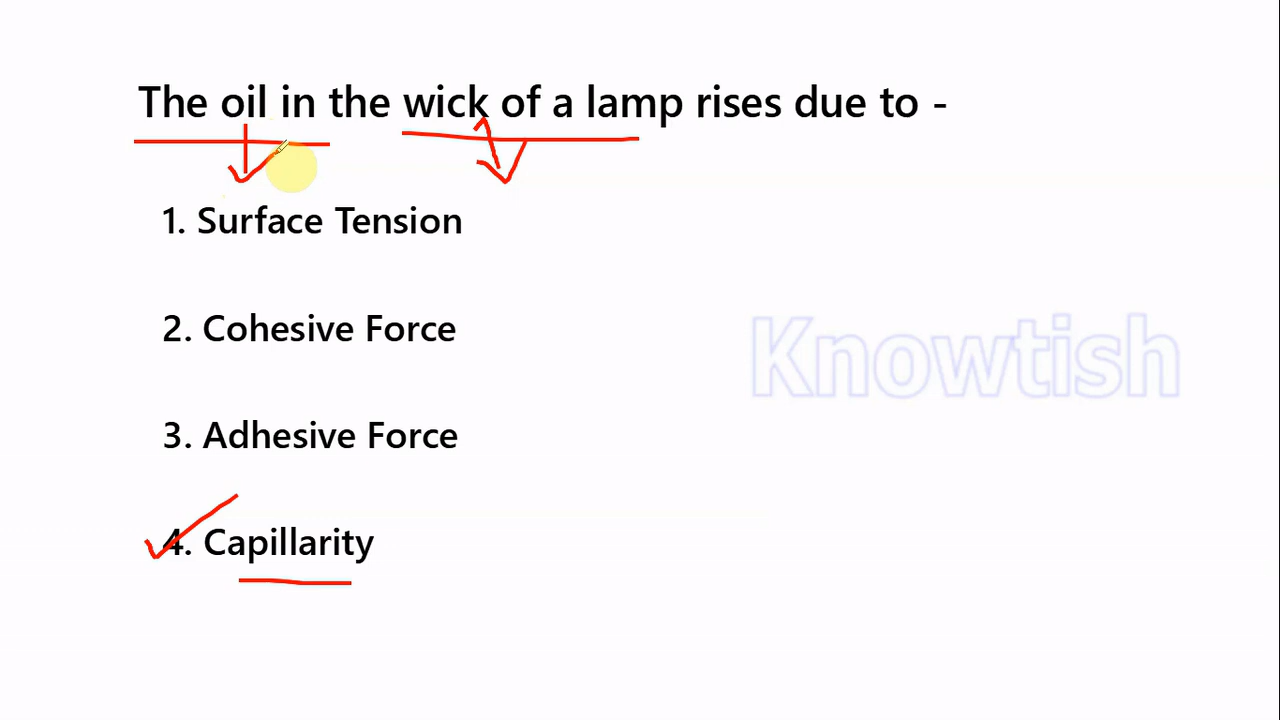 The oil in the wick of a lamp rises due to -
1. Surface Tension
2. Cohesive Force
Knowtish
3. Adhesive Force
4. Capillarity